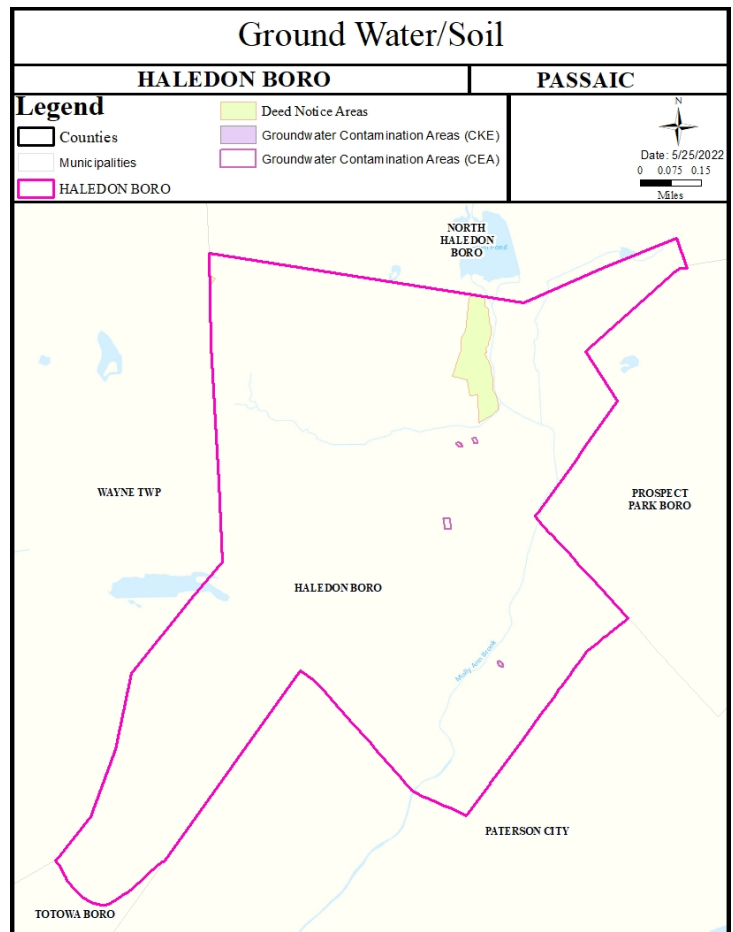 Ground Water/Soil
HALEDON BORO
PASSAIC
Legend
Counties
Municipalities
HALEDON BORO
Deed Notice Areas
Groundwater Contamination Areas (CKE)
Groundwater Contamination Areas (CEA)
N
Date: 5/25/2022
0 0.075 0.15
Miles
NORTH
HALEDON
BORO
WAYNE TWP
PROSPECT
PARK BORO
HALEDON BORO
Molly Ann Brook
PATERSON CITY
TOTOWA BORO